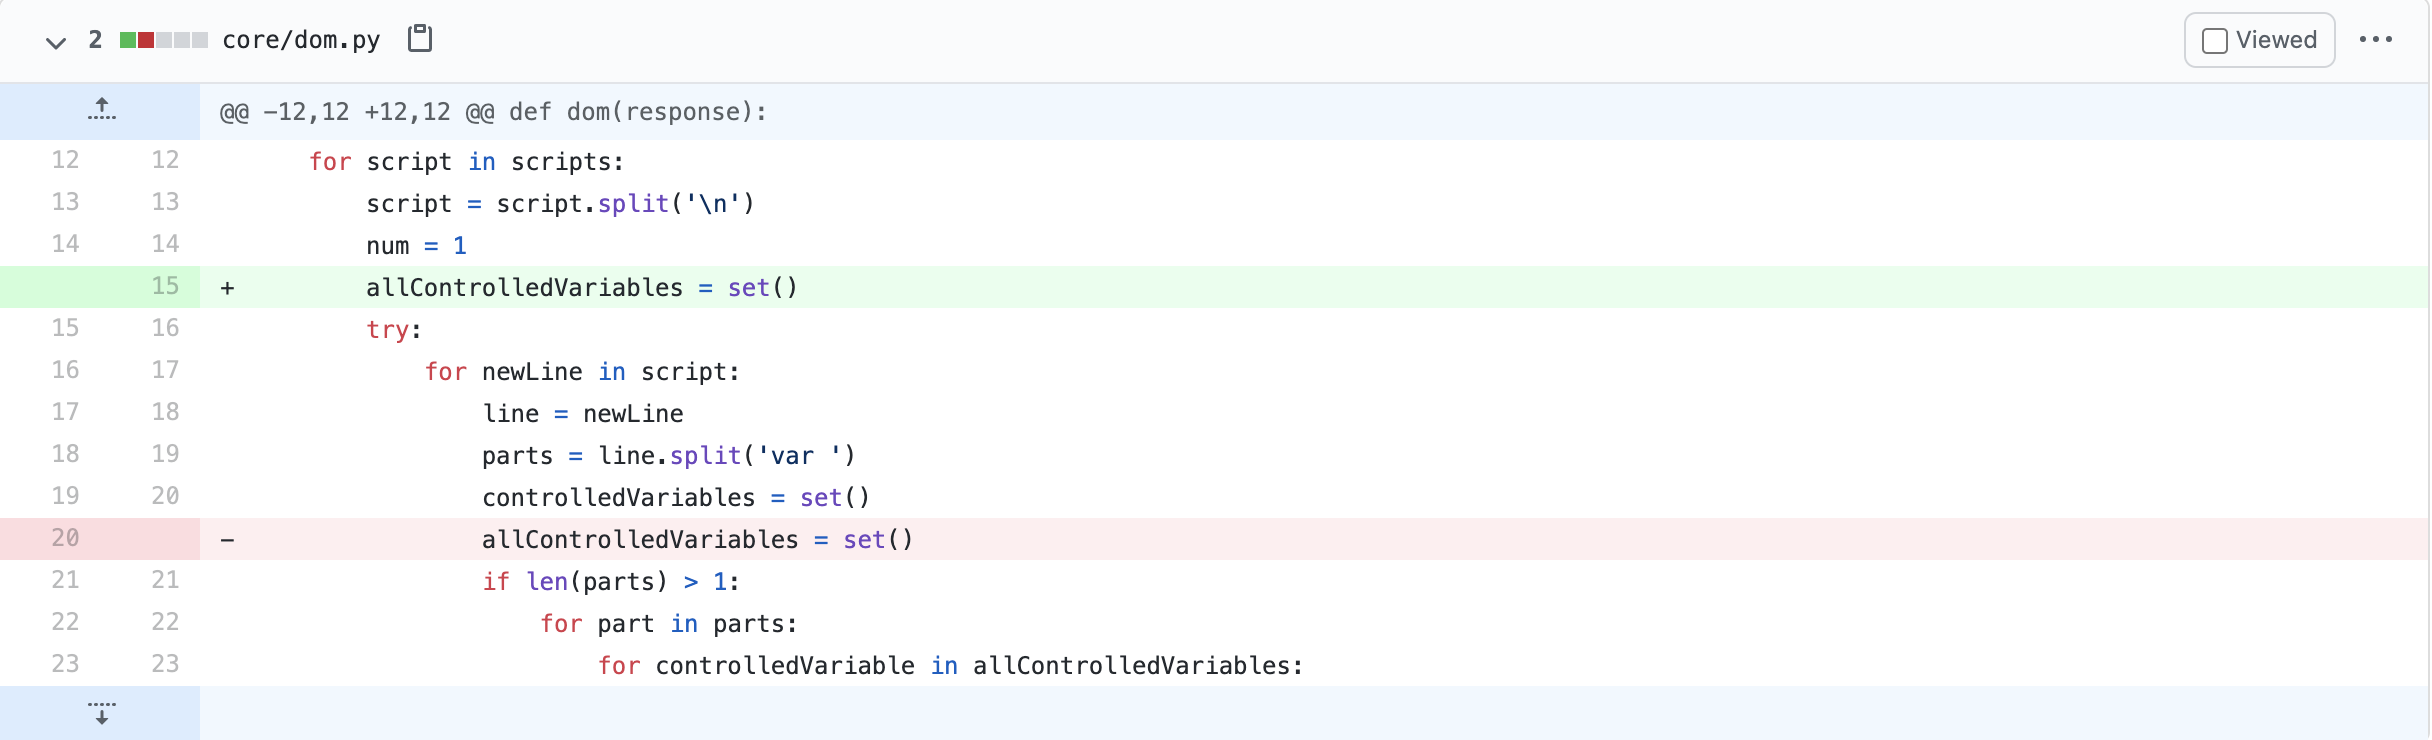 2 core/dom.py Viewed
@@ -12,12 +12,12 @@ def dom(response):
12 12 for script in scripts:
13 13 script = script.split('\n')
14 14 num = 1
15 + allControlledVariables = set()
15 16 try:
16 17 for newLine in script:
17 18 line = newLine
18 19 parts = line.split('var ')
19 20 controlledVariables = set()
20 - allControlledVariables = set()
21 21 if len(parts) > 1:
22 22 for part in parts:
23 23 for controlledVariable in allControlledVariables: